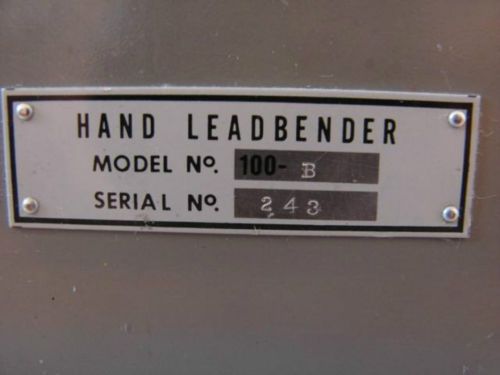 HAND LEADBENDER
MODEL No. 100-B
SERIAL No. 243